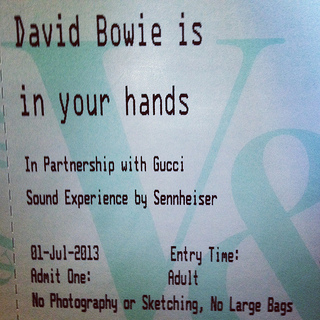 David Bowie is
in your hands
In Partnership with Gucci
Sound Experience by Sennheiser
01-Jul-2013 Entry Time:
Admit One: Adult
No Photography or Sketching, No Large Bags
V&